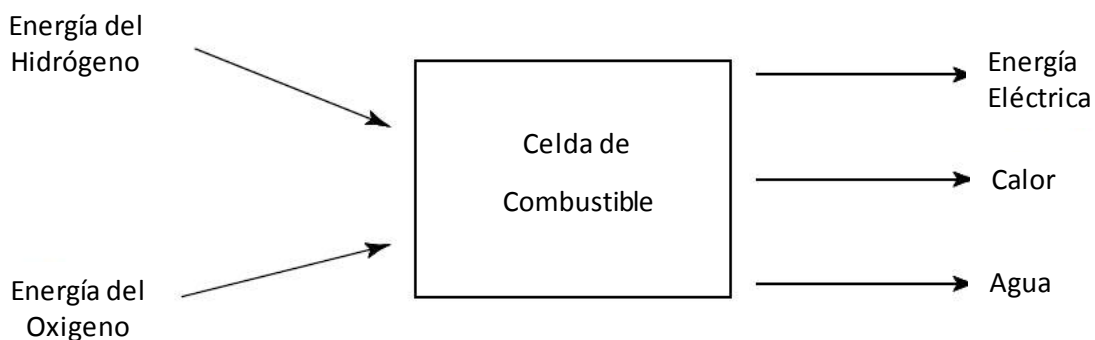 Energía del
Hidrógeno
Energía del
Oxigeno
Celda de
Combustible
Energía
Eléctrica
Calor
Agua